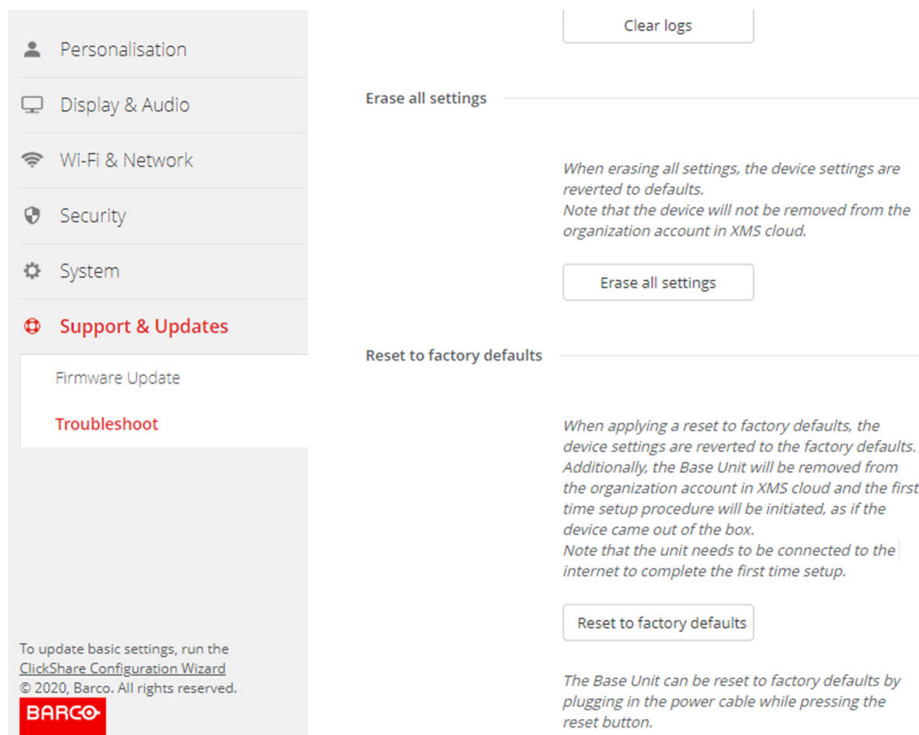 Personalisation
Display & Audio
Wi-Fi & Network
Security
System
Support & Updates
Firmware Update
Troubleshoot
To update basic settings, run the
ClickShare Configuration Wizard
© 2020, Barco. All rights reserved.
BARCO
Clear logs
Erase all settings
When erasing all settings, the device settings are
reverted to defaults.
Note that the device will not be removed from the
organization account in XMS cloud.
Erase all settings
Reset to factory defaults
When applying a reset to factory defaults, the
device settings are reverted to the factory defaults.
Additionally, the Base Unit will be removed from
the organization account in XMS cloud and the first
time setup procedure will be initiated, as if the
device came out of the box.
Note that the unit needs to be connected to the
internet to complete the first time setup.
Reset to factory defaults
The Base Unit can be reset to factory defaults by
plugging in the power cable while pressing the
reset button.